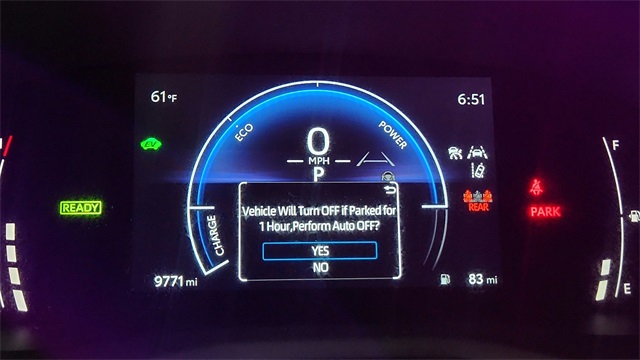 61°F
6:51
ECO
POWER
0
MPH
P
EV
READY
CHARGE
Vehicle Will Turn OFF if Parked for
1 Hour,Perform Auto OFF?
YES
NO
REAR
PARK
F
E
9771 mi
83 mi